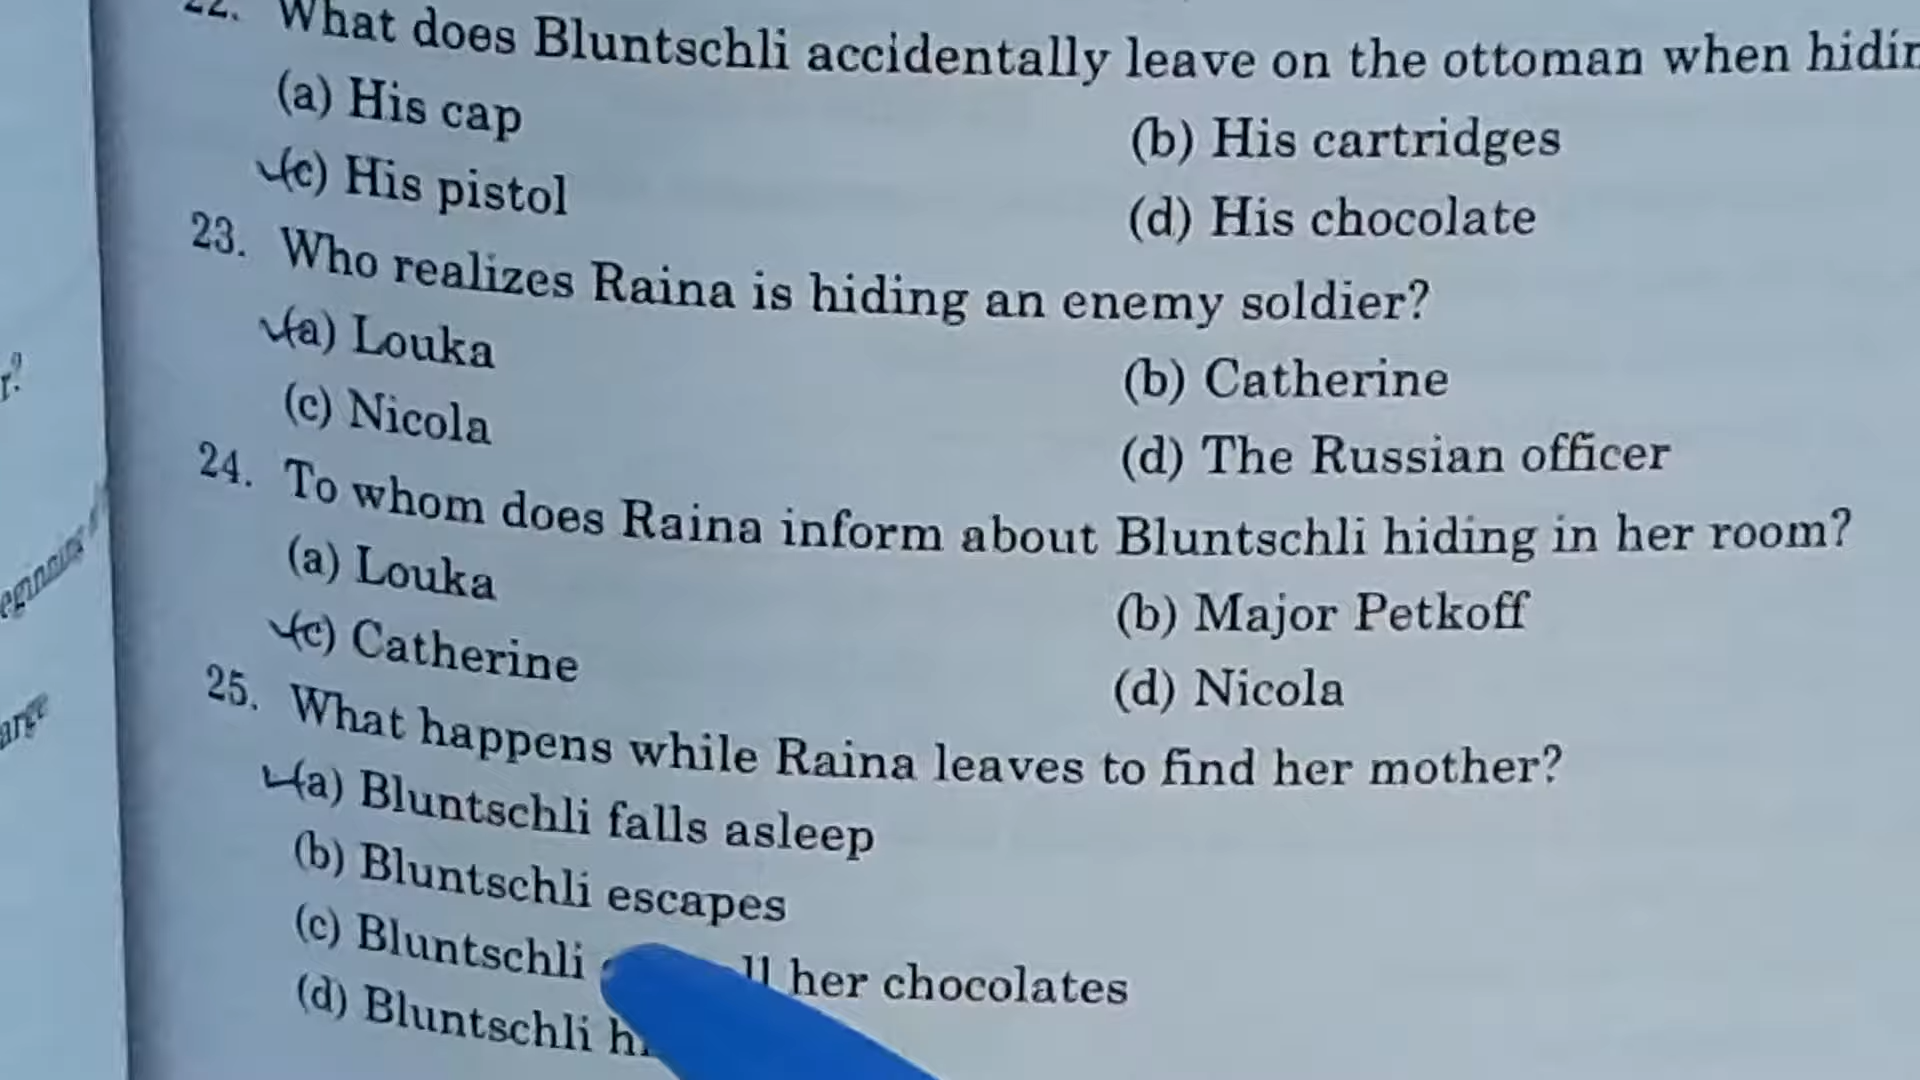 22. What does Bluntschli accidentally leave on the ottoman when
(a) His cap
(b) His cartridges
(c) His pistol
(d) His chocolate
23. Who realizes Raina is hiding an enemy soldier?
(a) Louka
(b) Catherine
(c) Nicola
(d) The Russian officer
24. To whom does Raina inform about Bluntschli hiding in her room?
(a) Louka
(b) Major Petkoff
(c) Catherine
(d) Nicola
25. What happens while Raina leaves to find her mother?
(a) Bluntschli falls asleep
(b) Bluntschli escapes
(c) Bluntschli her chocolates
(d) Bluntschli